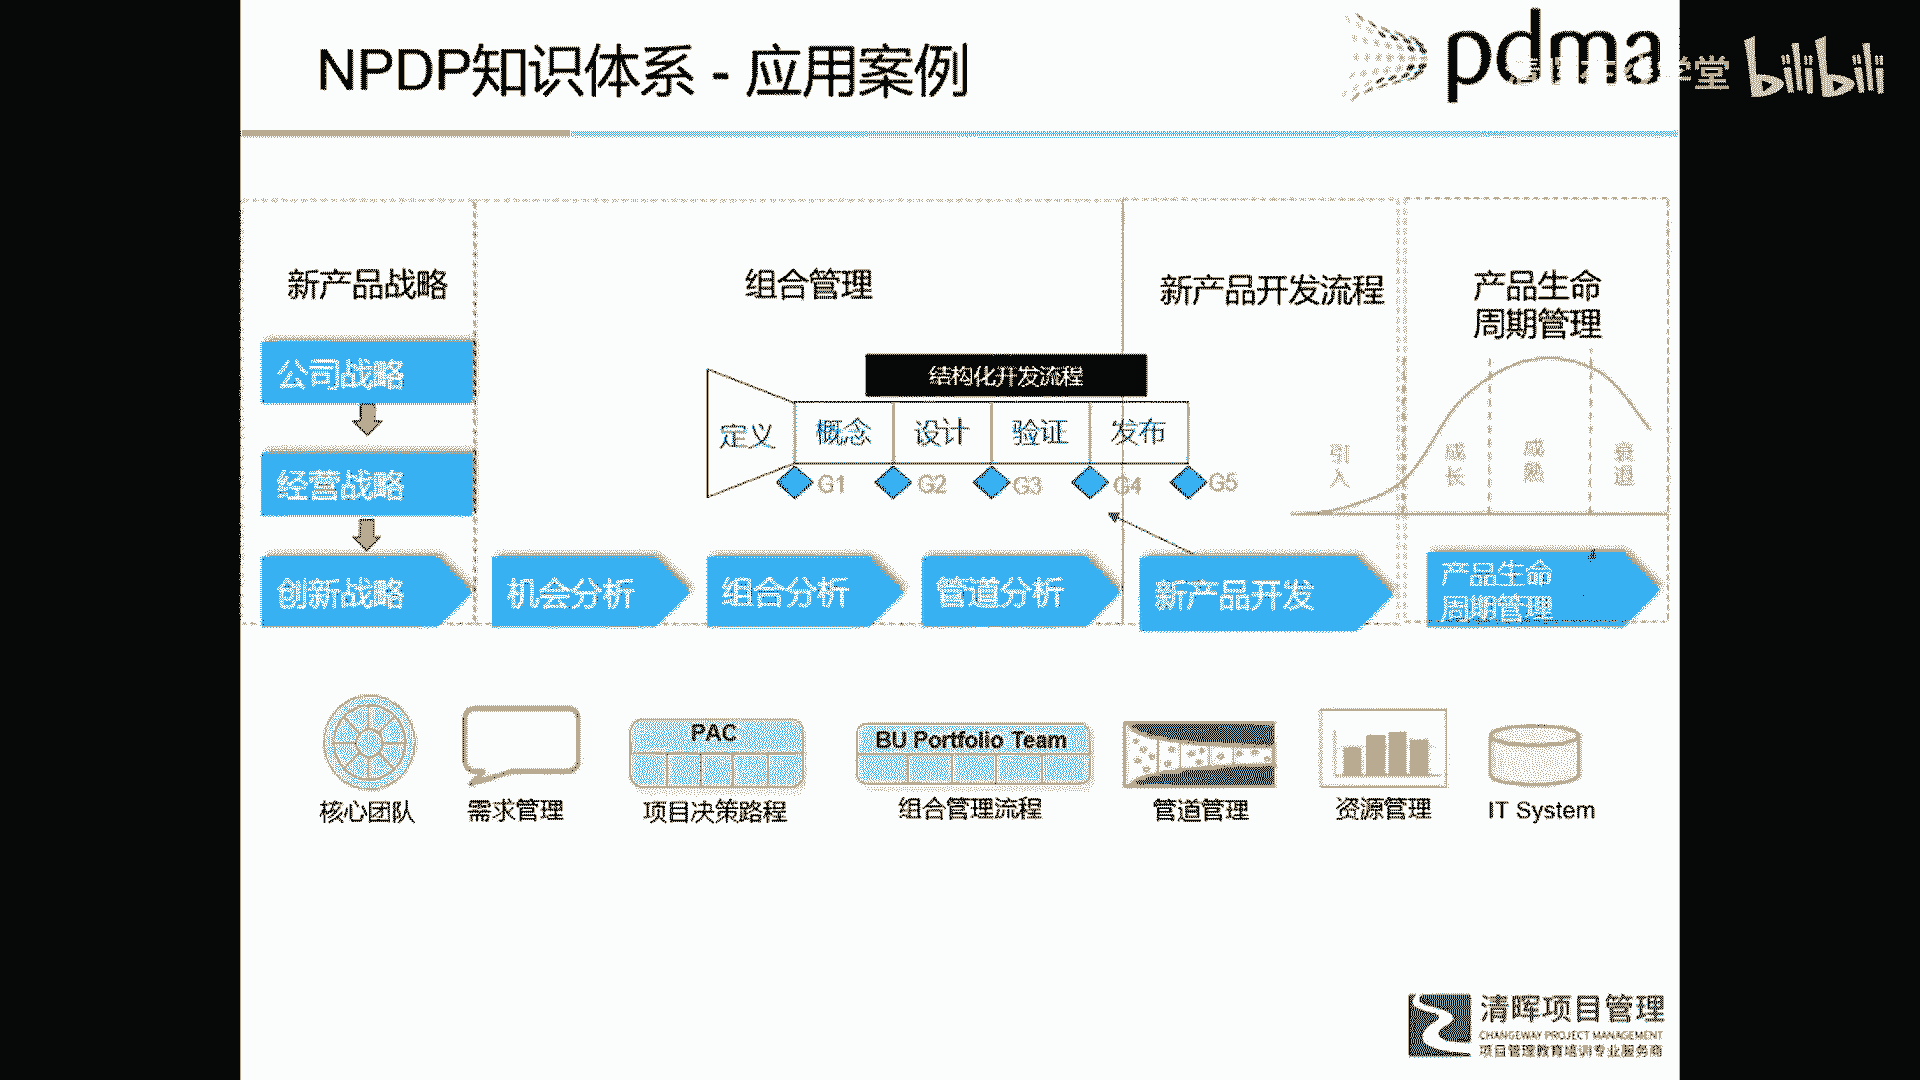 NPDP知识体系 - 应用案例
pdma
学堂
bilibili
新产品战略
组合管理
新产品开发流程
产品生命
周期管理
公司战略
经营战略
创新战略
结构化开发流程
定义
概念
设计
验证
发布
G1
G2
G3
G4
G5
引入
成长
成熟
衰退
机会分析
组合分析
管道分析
新产品开发
产品生命
周期管理
PAC
BU Portfolio Team
核心团队
需求管理
项目决策路程
组合管理流程
管道管理
资源管理
IT System
清晖项目管理
CHANGEWAY PROJECT MANAGEMENT
项目管理教育培训专业服务商